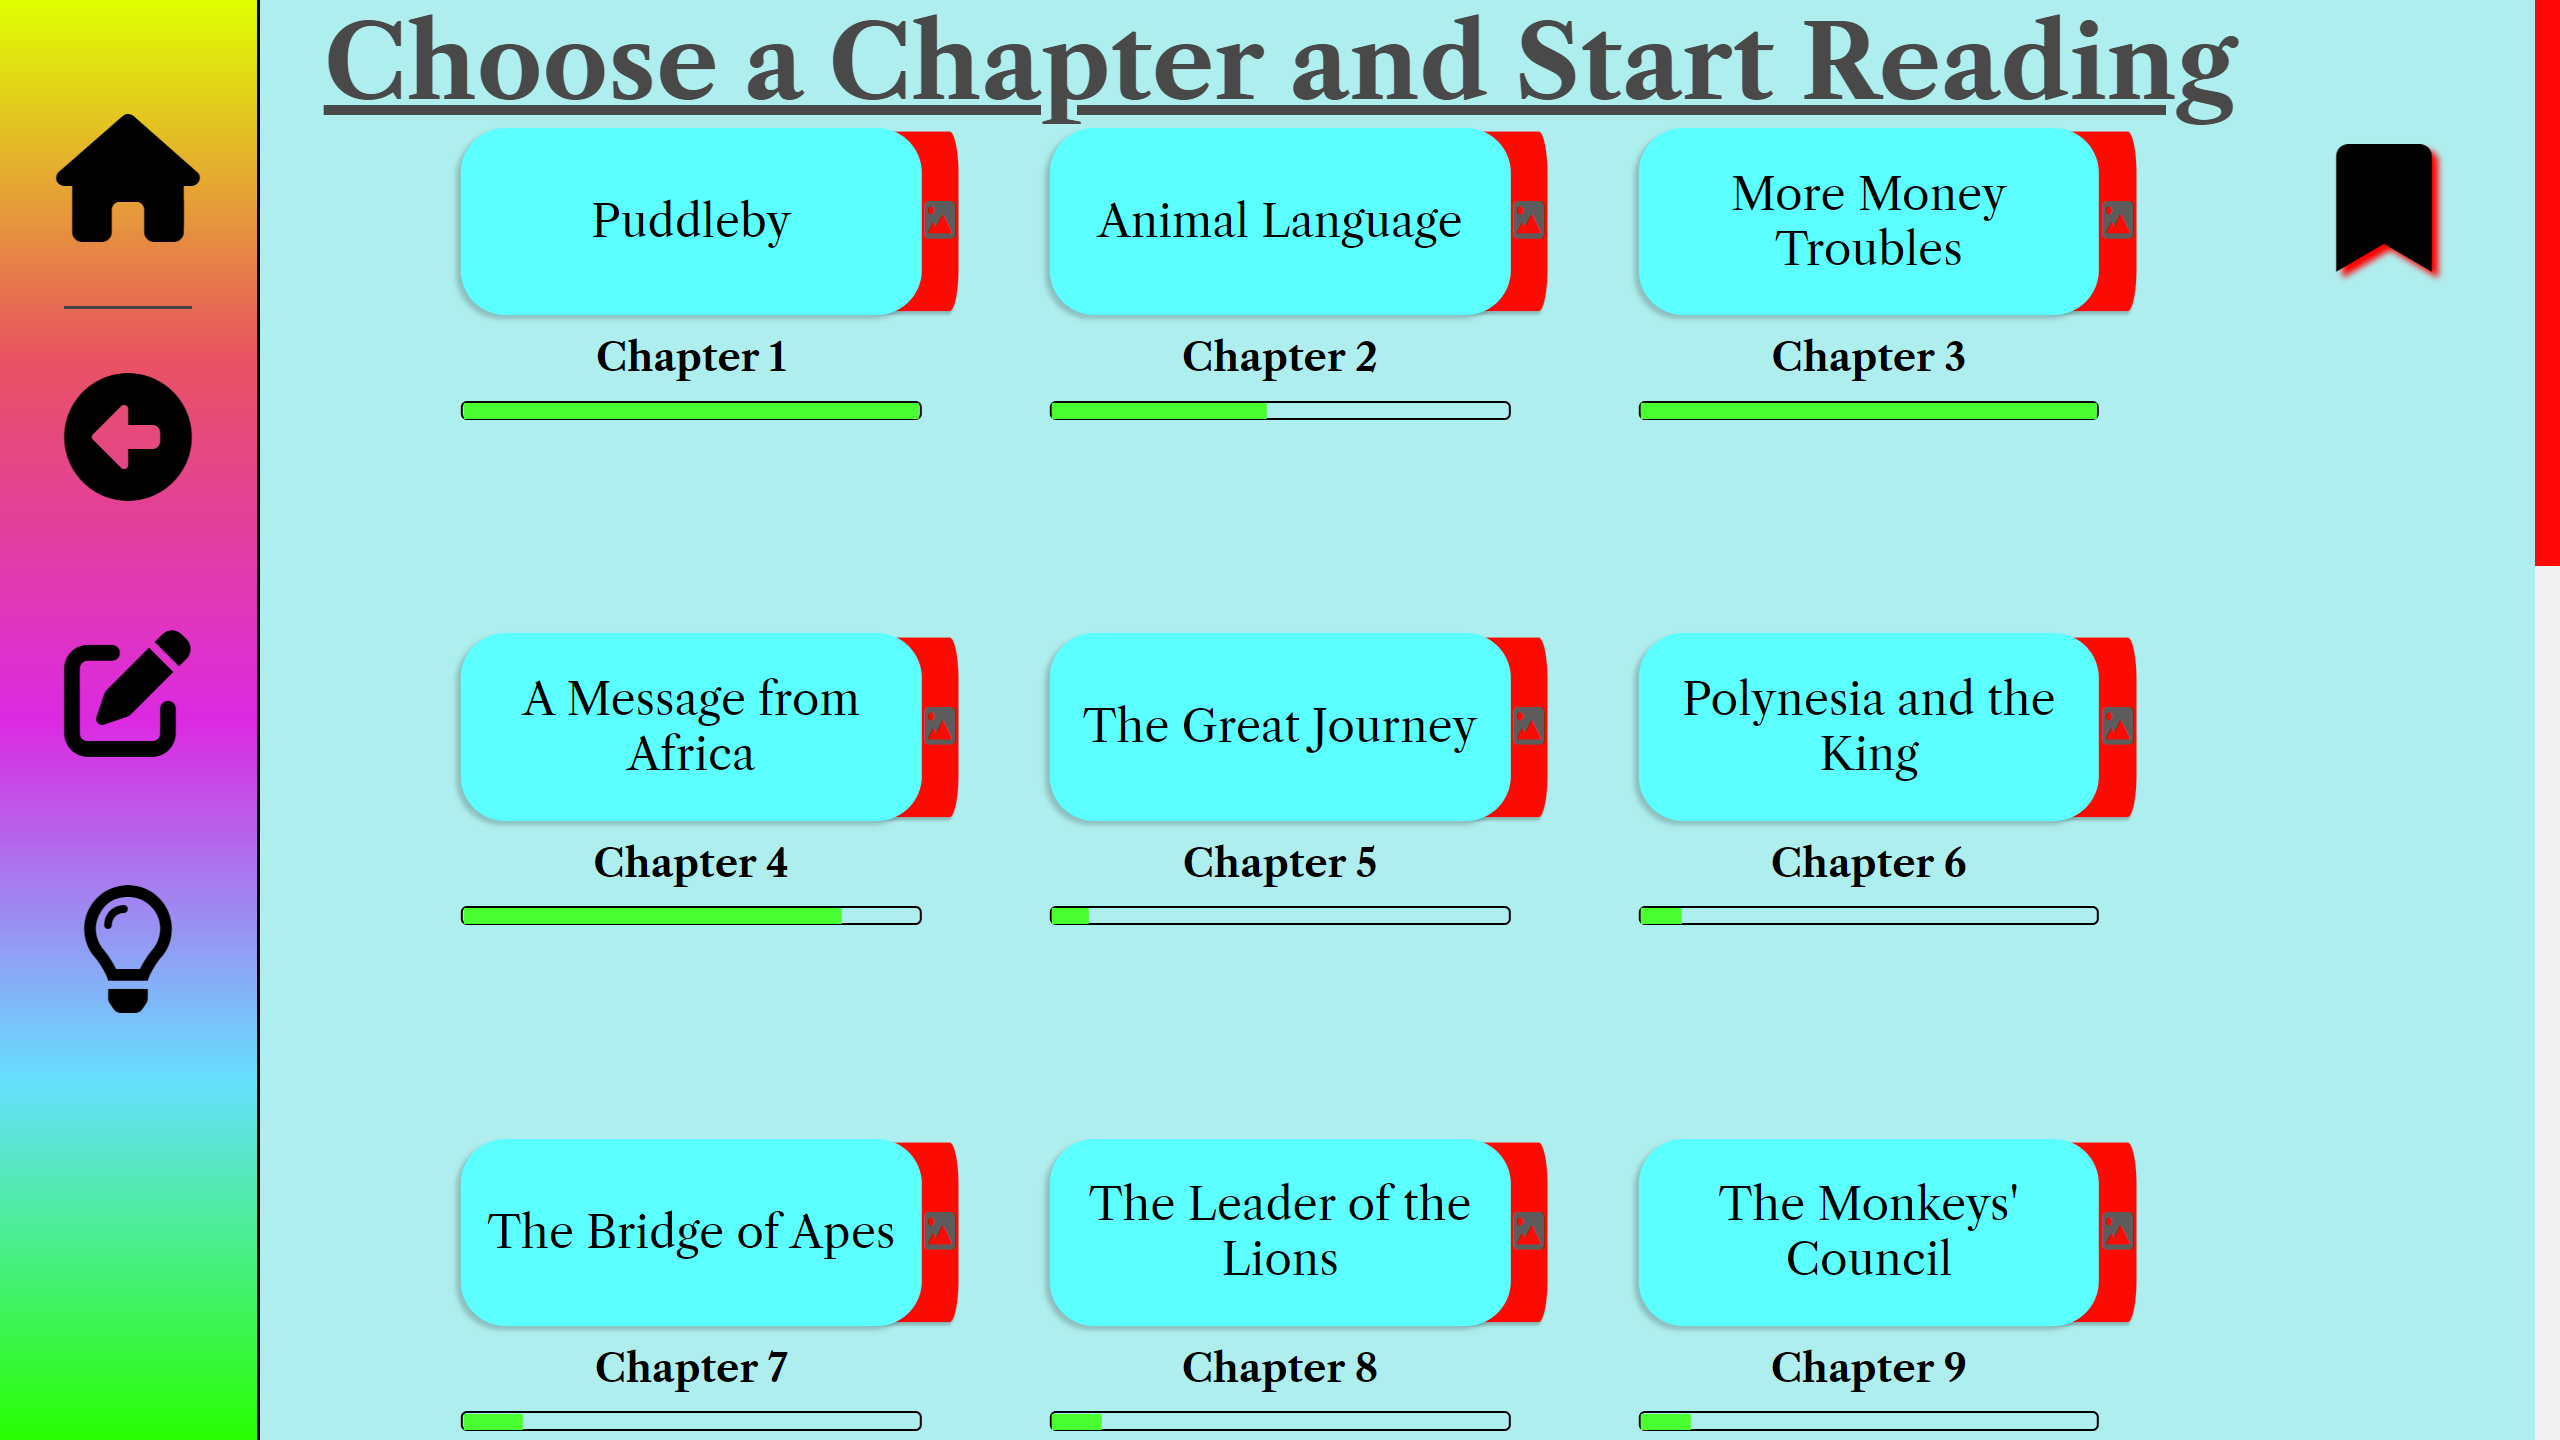 Choose a Chapter and Start Reading
Puddleby
Chapter 1
Animal Language
Chapter 2
More Money
Troubles
Chapter 3
A Message from
Africa
Chapter 4
The Great Journey
Chapter 5
Polynesia and the
King
Chapter 6
The Bridge of Apes
Chapter 7
The Leader of the
Lions
Chapter 8
The Monkeys'
Council
Chapter 9